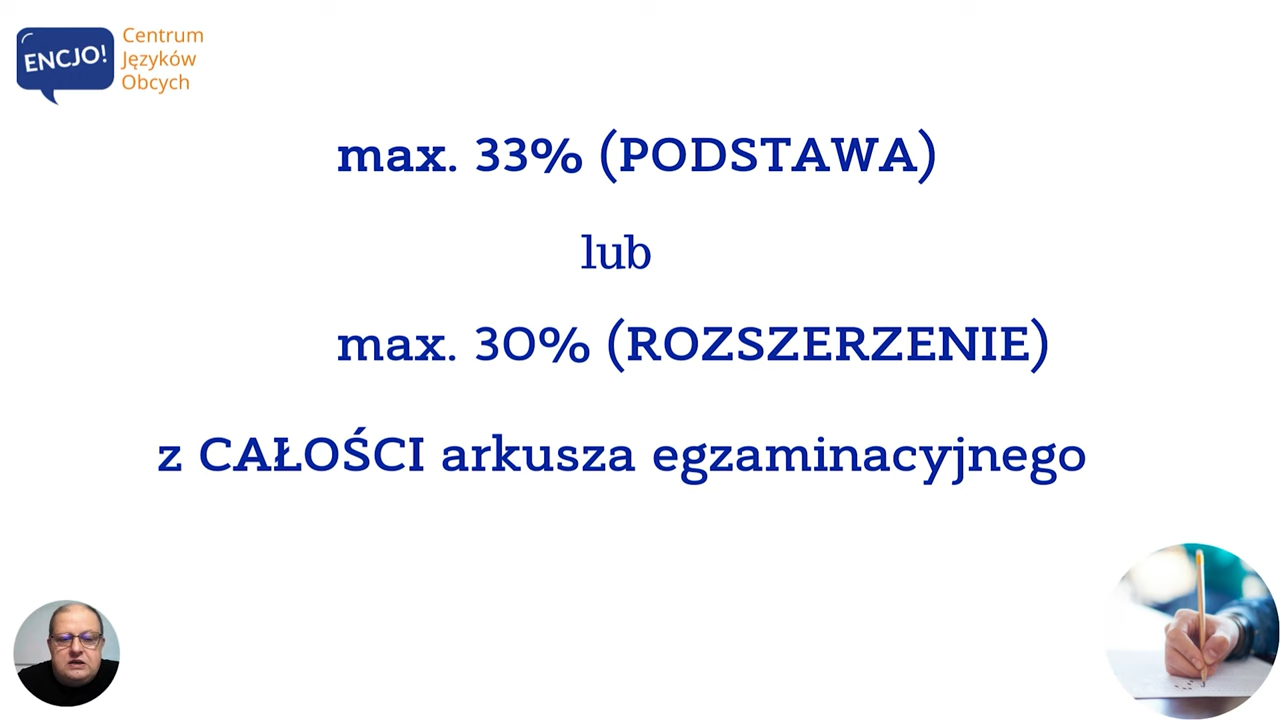 ENCJO!
Centrum
Języków
Obcych
max. 33% (PODSTAWA)
lub
max. 30% (ROZSZERZENIE)
z CAŁOŚCI arkusza egzaminacyjnego